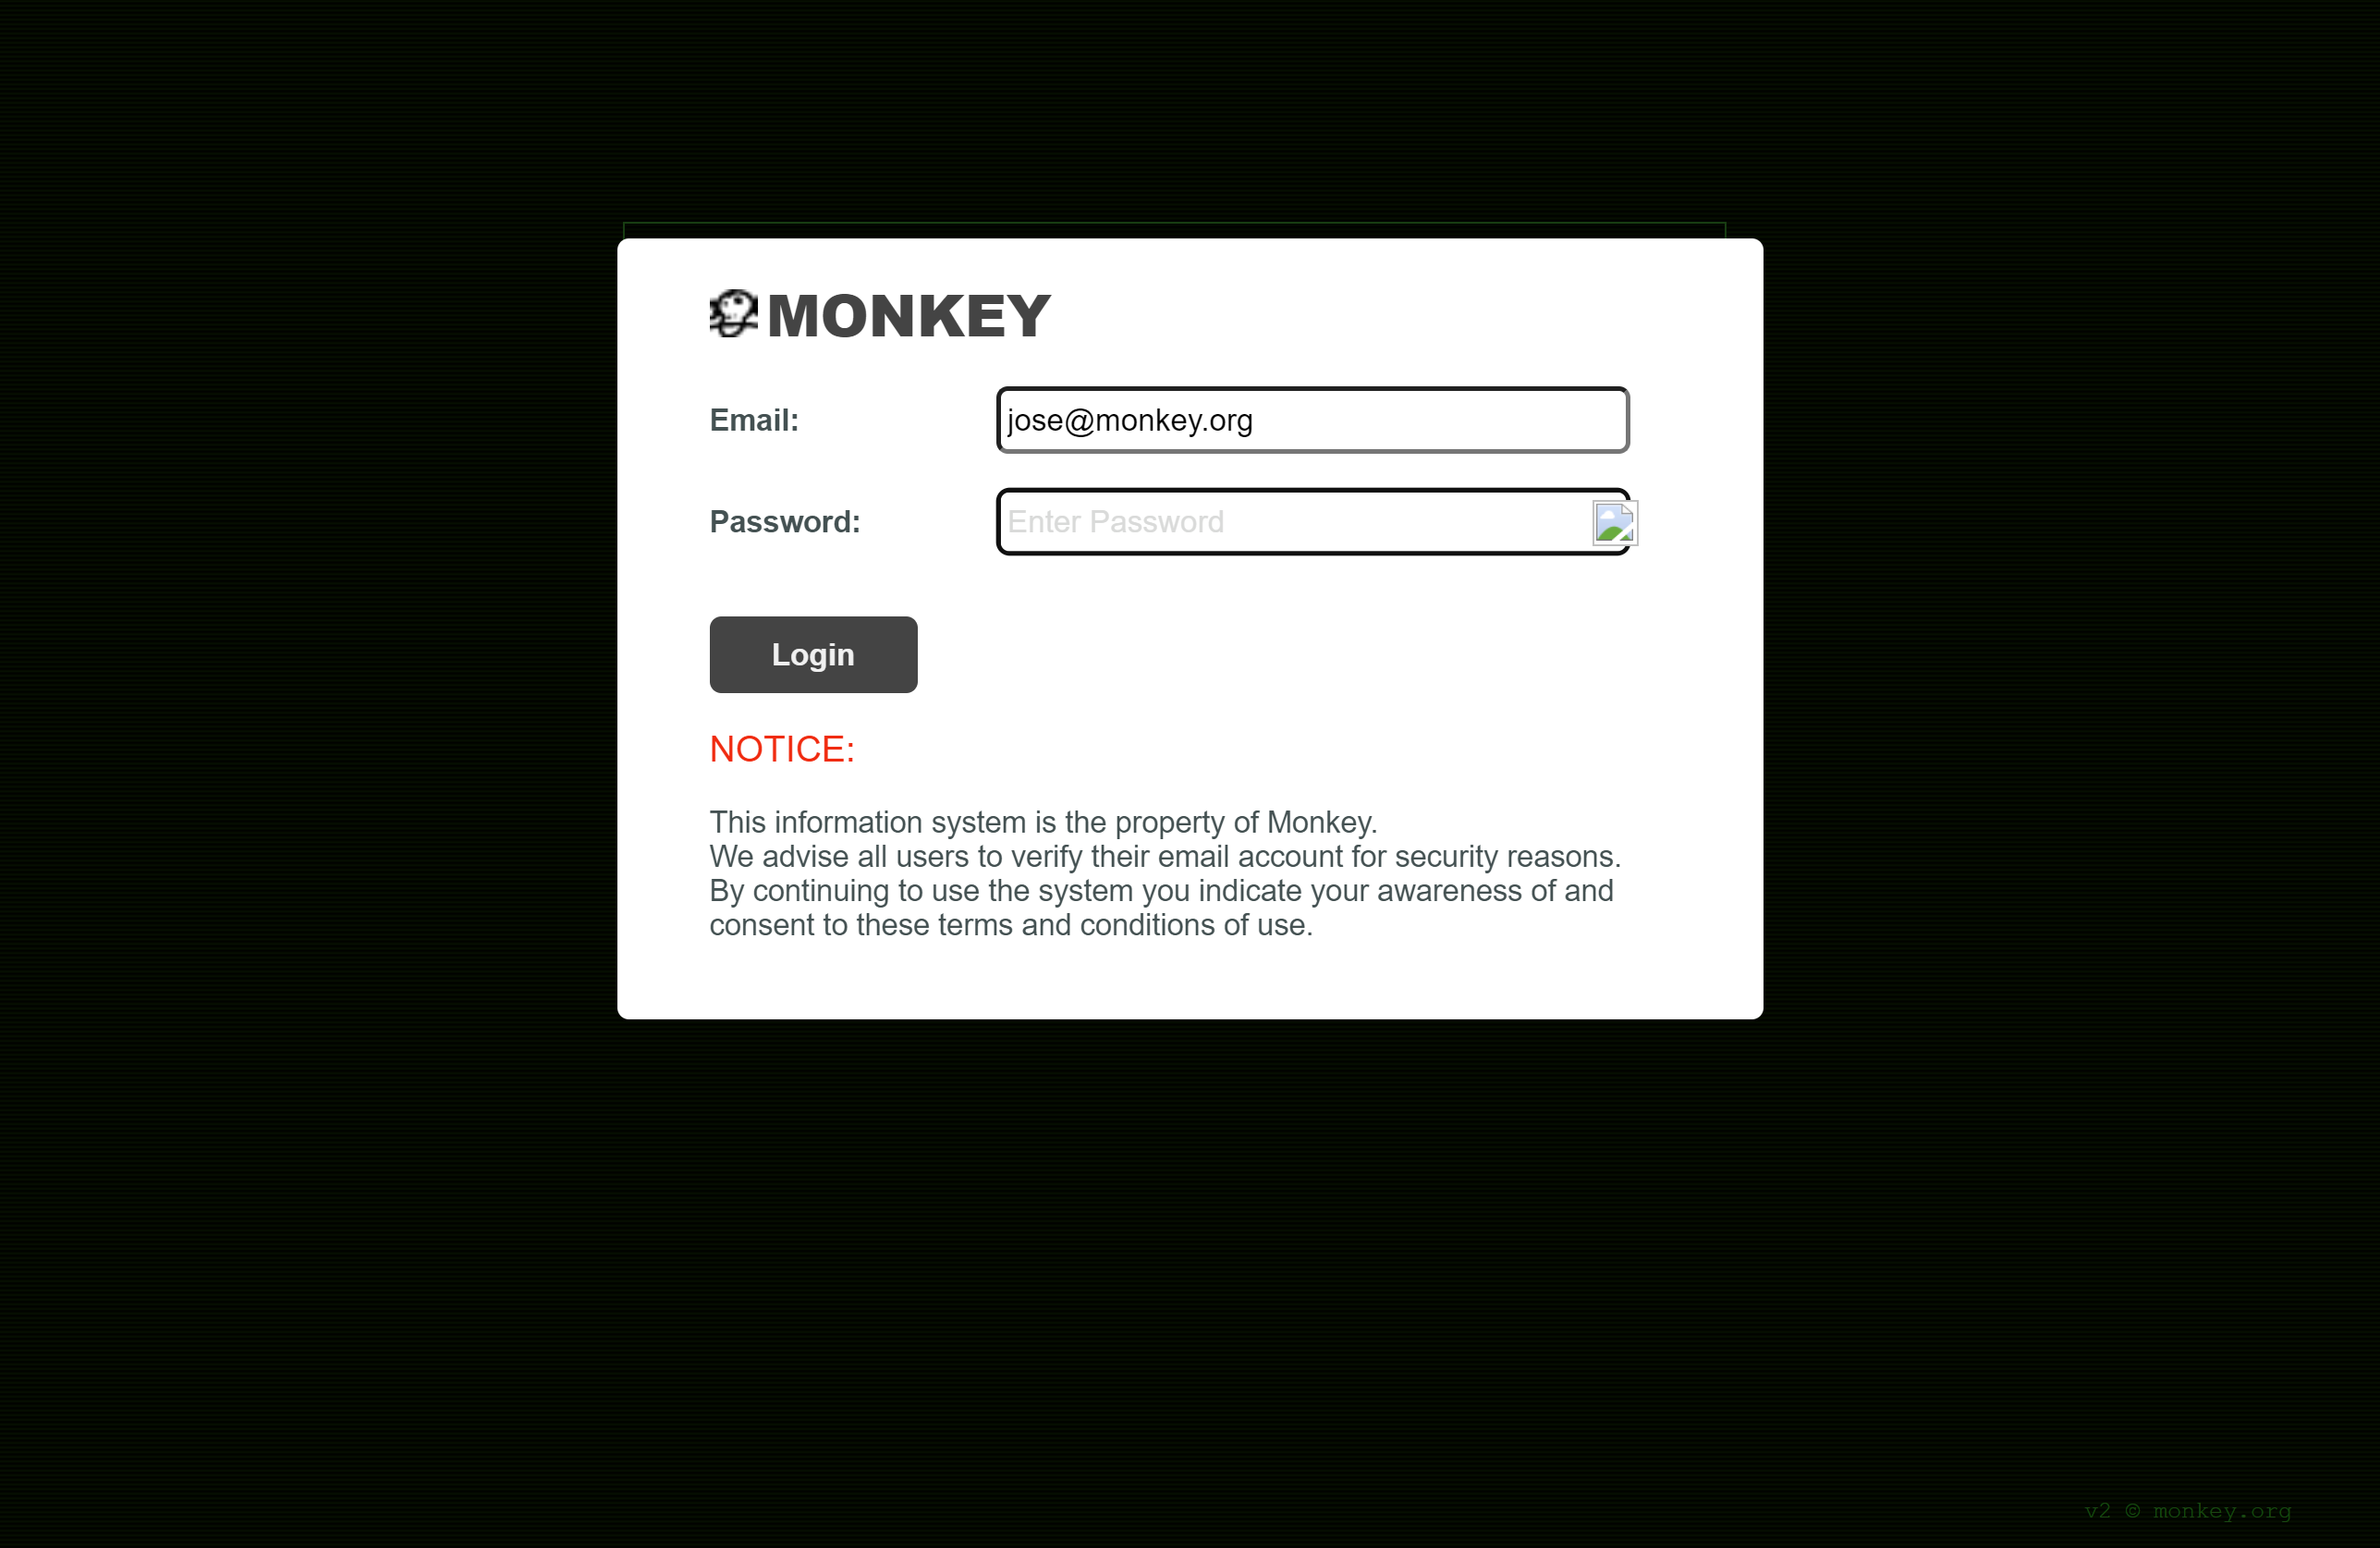 MONKEY
Email:
jose@monkey.org
Password:
Enter Password
Login
NOTICE:
This information system is the property of Monkey.
We advise all users to verify their email account for security reasons.
By continuing to use the system you indicate your awareness of and
consent to these terms and conditions of use.
v2 © monkey.org